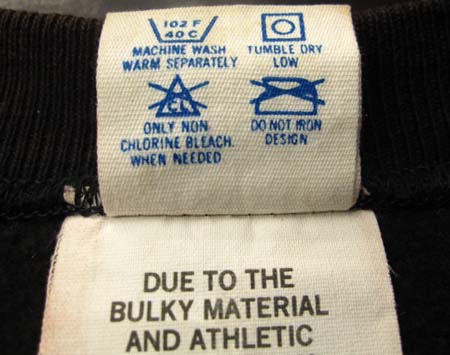 102 F
40 C
MACHINE WASH
WARM SEPARATELY
TUMBLE DRY
LOW
CL
ONLY NON
CHLORINE BLEACH.
WHEN NEEDED
DO NOT IRON
DESIGN
DUE TO THE
BULKY MATERIAL
AND ATHLETIC